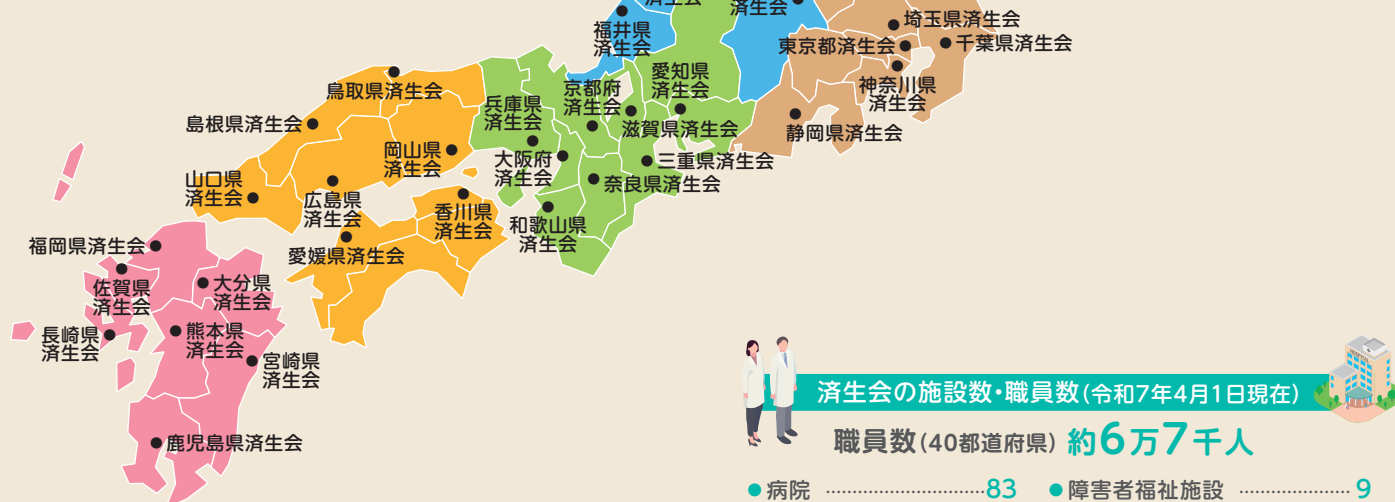 済生会
済生会
福井県
済生会
埼玉県済生会
東京都済生会
千葉県済生会
神奈川県
済生会
静岡県済生会
愛知県
済生会
鳥取県済生会
兵庫県
済生会
京都府
済生会
滋賀県済生会
島根県済生会
岡山県
済生会
大阪府
済生会
三重県済生会
奈良県済生会
山口県
済生会
広島県
済生会
香川県
済生会
和歌山県
済生会
愛媛県済生会
福岡県済生会
佐賀県
済生会
大分県
済生会
長崎県
済生会
熊本県
済生会
宮崎県
済生会
鹿児島県済生会
HOSPITAL
済生会の施設数・職員数(令和7年4月1日現在)
職員数(40都道府県) 約6万7千人
●病院 ………………………83
●障害者福祉施設 ………………… 9